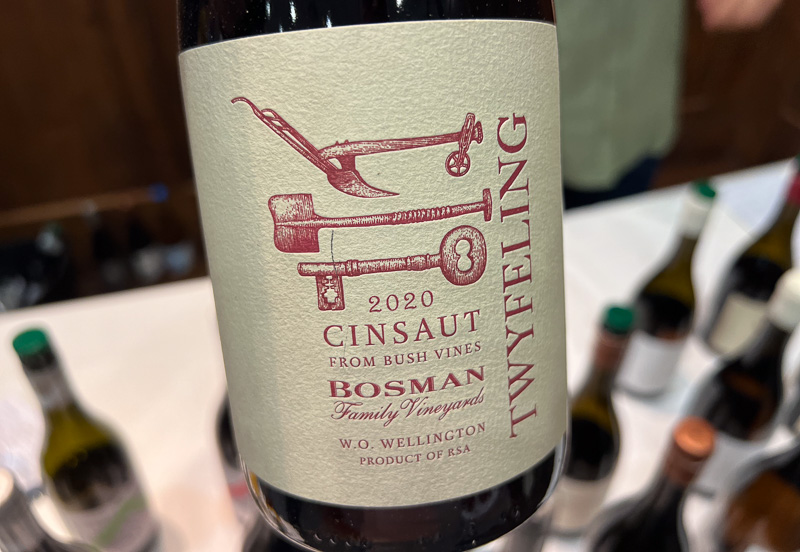 2020
CINSAUT
FROM BUSH VINES
BOSMAN
Family Vineyards
W.O. WELLINGTON
PRODUCT OF RSA
TWYFELING